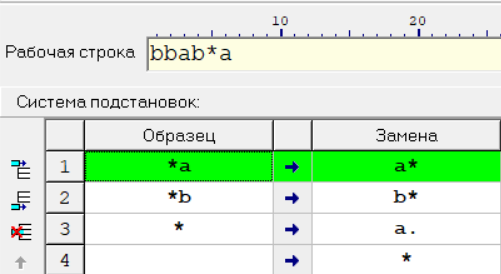 10 20
Рабочая строка bbab*a
Система подстановок:
Образец Замена
1 *a → a*
2 *b → b*
3 * → a.
4 → *